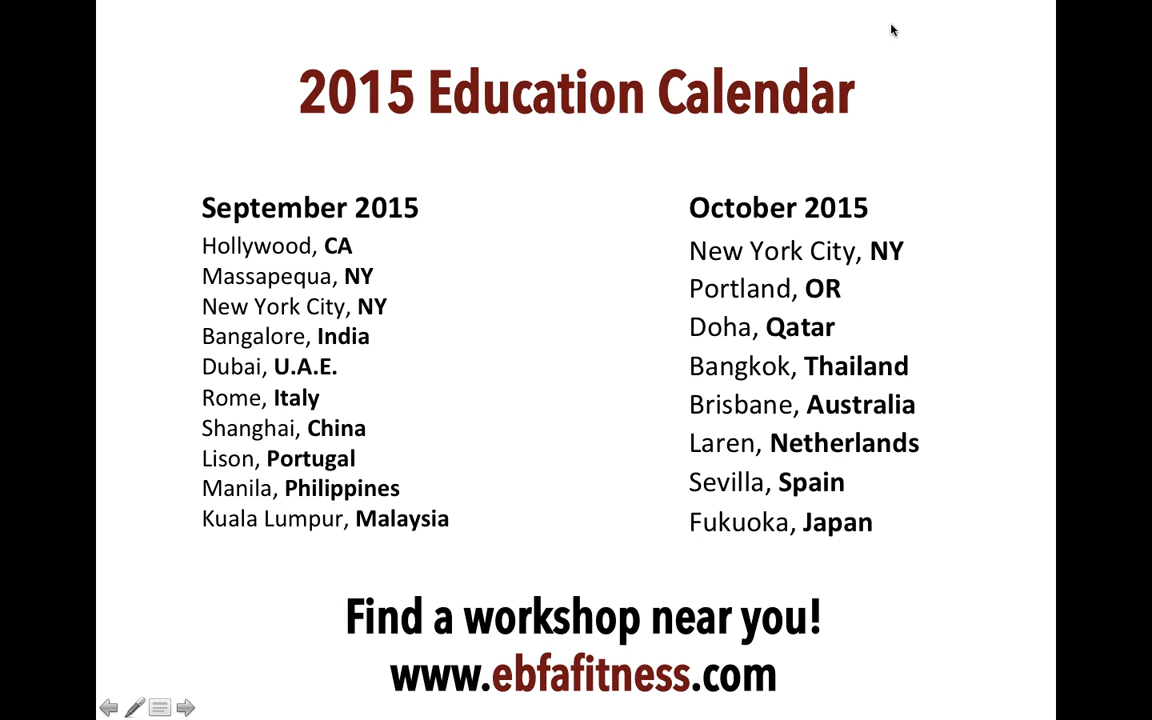 2015 Education Calendar
September 2015
Hollywood, CA
Massapequa, NY
New York City, NY
Bangalore, India
Dubai, U.A.E.
Rome, Italy
Shanghai, China
Lison, Portugal
Manila, Philippines
Kuala Lumpur, Malaysia
October 2015
New York City, NY
Portland, OR
Doha, Qatar
Bangkok, Thailand
Brisbane, Australia
Laren, Netherlands
Sevilla, Spain
Fukuoka, Japan
Find a workshop near you!
www.ebfafitness.com